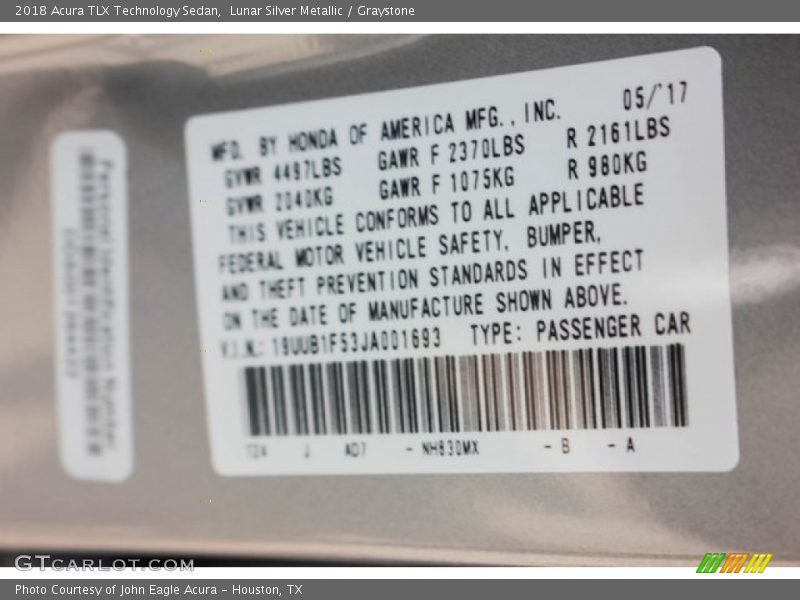 2018 Acura TLX Technology Sedan,  Lunar Silver Metallic / Graystone
05/'17
MFD. BY HONDA OF AMERICA MFG., INC.
GVWR 4497LBS GAWR F 2370LBS R 2161LBS
GVWR 2040KG GAWR F 1075KG R 980KG
THIS VEHICLE CONFORMS TO ALL APPLICABLE
FEDERAL MOTOR VEHICLE SAFETY, BUMPER,
AND THEFT PREVENTION STANDARDS IN EFFECT
ON THE DATE OF MANUFACTURE SHOWN ABOVE.
V.I.N.: 19UUB1F53JA001693 TYPE: PASSENGER CAR
T24 J AD7 - NH830MX - B - A
GTCARLOT.COM
Photo Courtesy of John Eagle Acura - Houston, TX